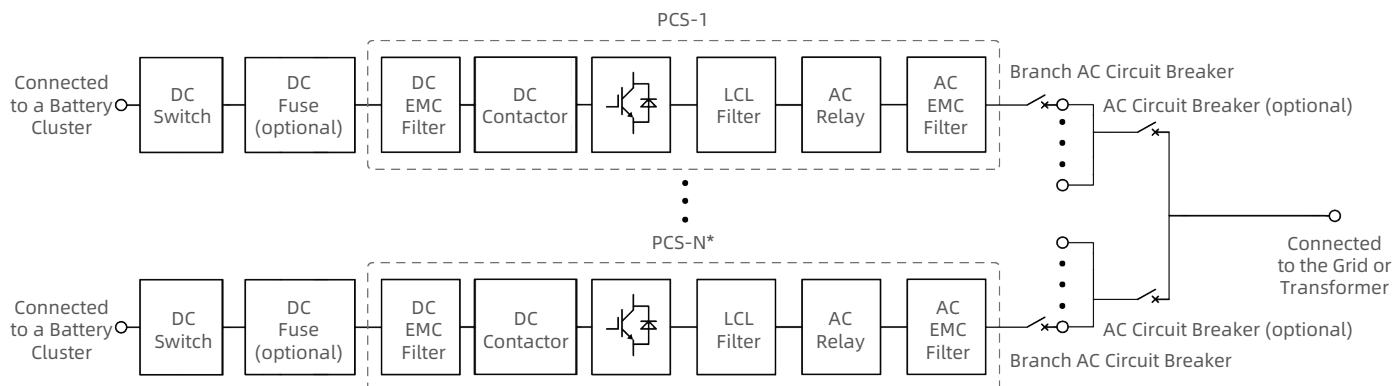 PCS-1
Connected
to a Battery
Cluster
DC
Switch
DC
Fuse
(optional)
DC
EMC
Filter
DC
Contactor
LCL
Filter
AC
Relay
AC
EMC
Filter
Branch AC Circuit Breaker
AC Circuit Breaker (optional)
PCS-N*
Connected
to a Battery
Cluster
DC
Switch
DC
Fuse
(optional)
DC
EMC
Filter
DC
Contactor
LCL
Filter
AC
Relay
AC
EMC
Filter
AC Circuit Breaker (optional)
Branch AC Circuit Breaker
Connected
to the Grid or
Transformer